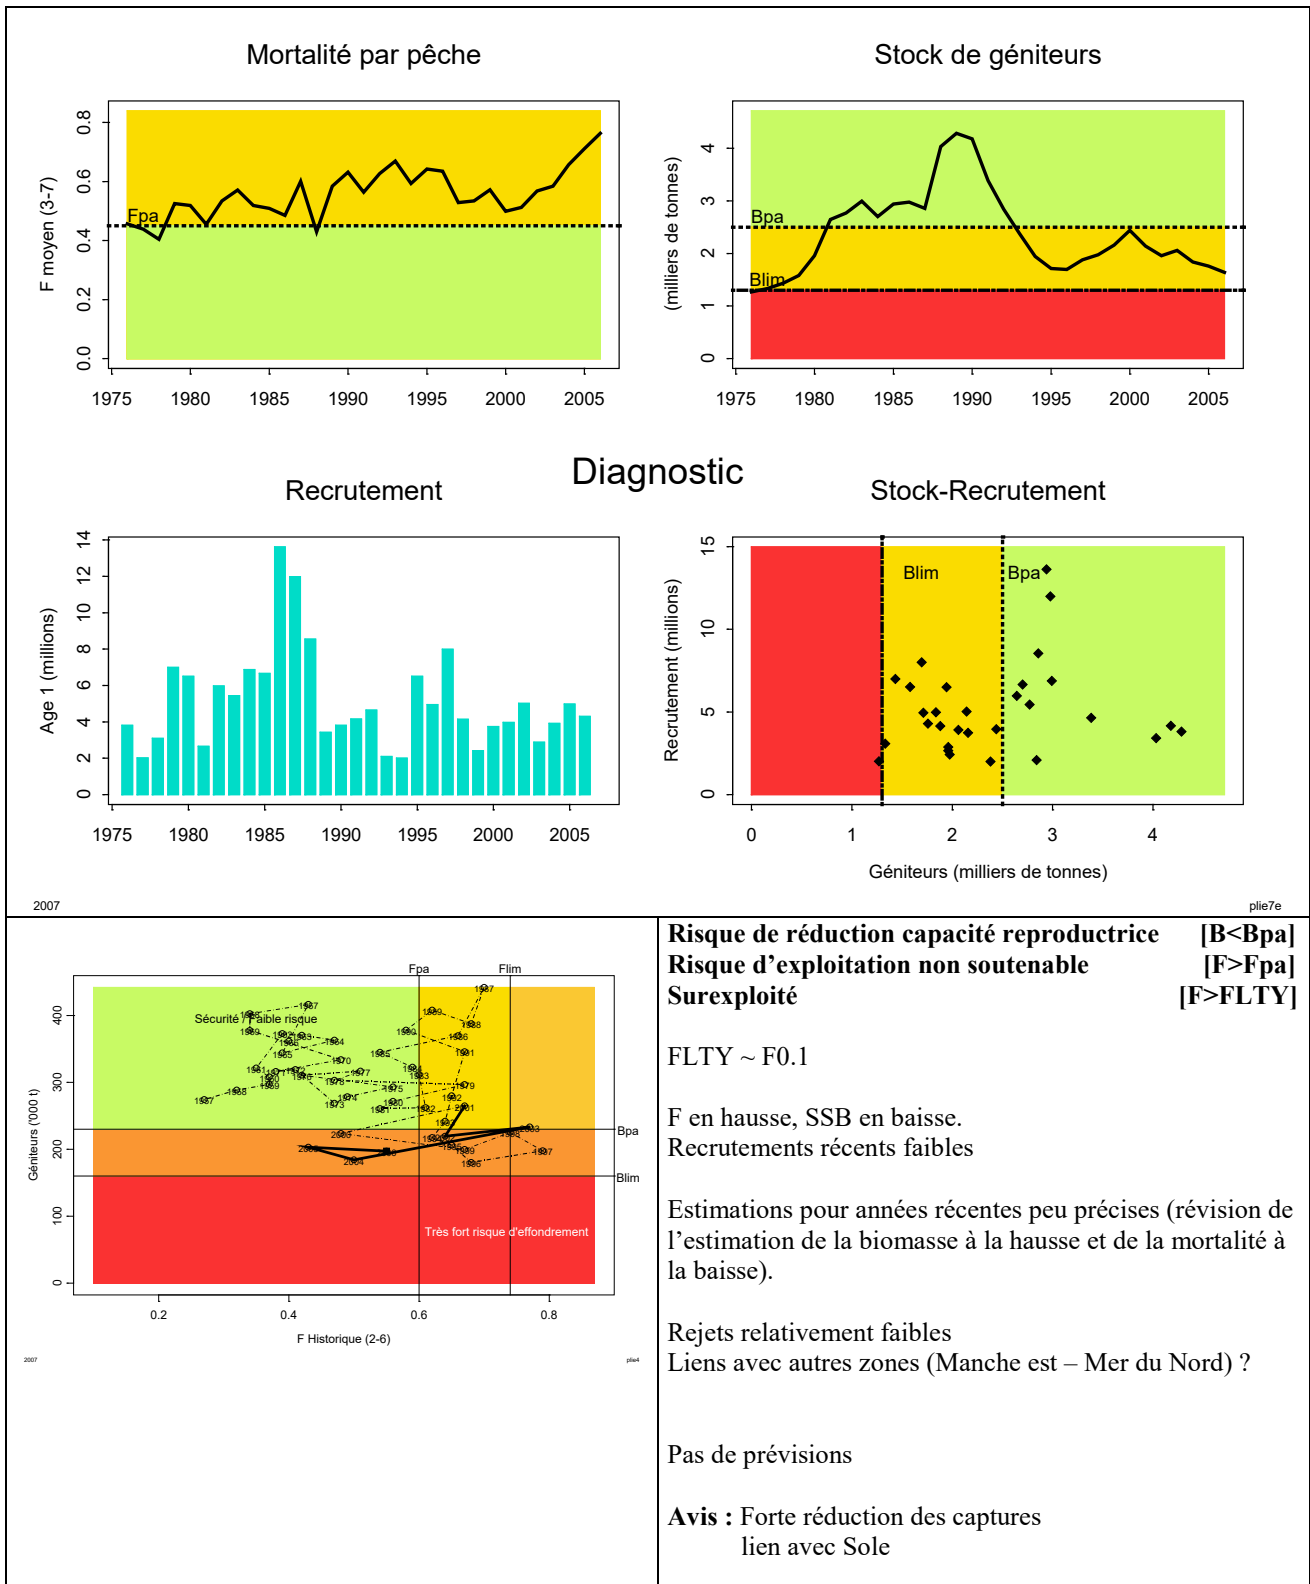 Mortalité par pêche
F moyen (3-7)
0.0 0.2 0.4 0.6 0.8
Fpa
1975 1980 1985 1990 1995 2000 2005
Stock de géniteurs
(milliers de tonnes)
0 1 2 3 4
Bpa
Blim
1975 1980 1985 1990 1995 2000 2005
Diagnostic
Recrutement
Age 1 (millions)
0 2 4 6 8 10 12 14
1975 1980 1985 1990 1995 2000 2005
Stock-Recrutement
Recrutement (millions)
0 5 10 15
Blim
Bpa
0 1 2 3 4
Géniteurs (milliers de tonnes)
2007
plie7e
Fpa
Flim
Géniteurs ('000 t)
0 100 200 300 400
Sécurité / Faible risque
Bpa
Blim
Très fort risque d'effondrement
0.2 0.4 0.6 0.8
F Historique (2-6)
2007
plie4
Risque de réduction capacité reproductrice [B<Bpa]
Risque d'exploitation non soutenable [F>Fpa]
Surexploité [F>FLTY]
FLTY ~ F0.1
F en hausse, SSB en baisse.
Recrutements récents faibles
Estimations pour années récentes peu précises (révision de
l'estimation de la biomasse à la hausse et de la mortalité à
la baisse).
Rejets relativement faibles
Liens avec autres zones (Manche est – Mer du Nord) ?
Pas de prévisions
Avis : Forte réduction des captures
lien avec Sole